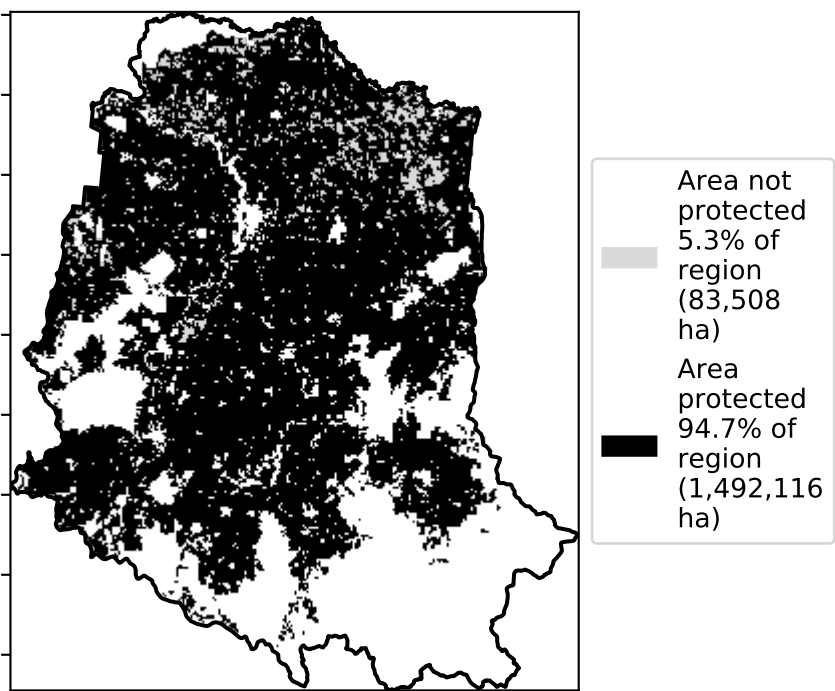 Area not
protected
5.3% of
region
(83,508
ha)
Area
protected
94.7% of
region
(1,492,116
ha)